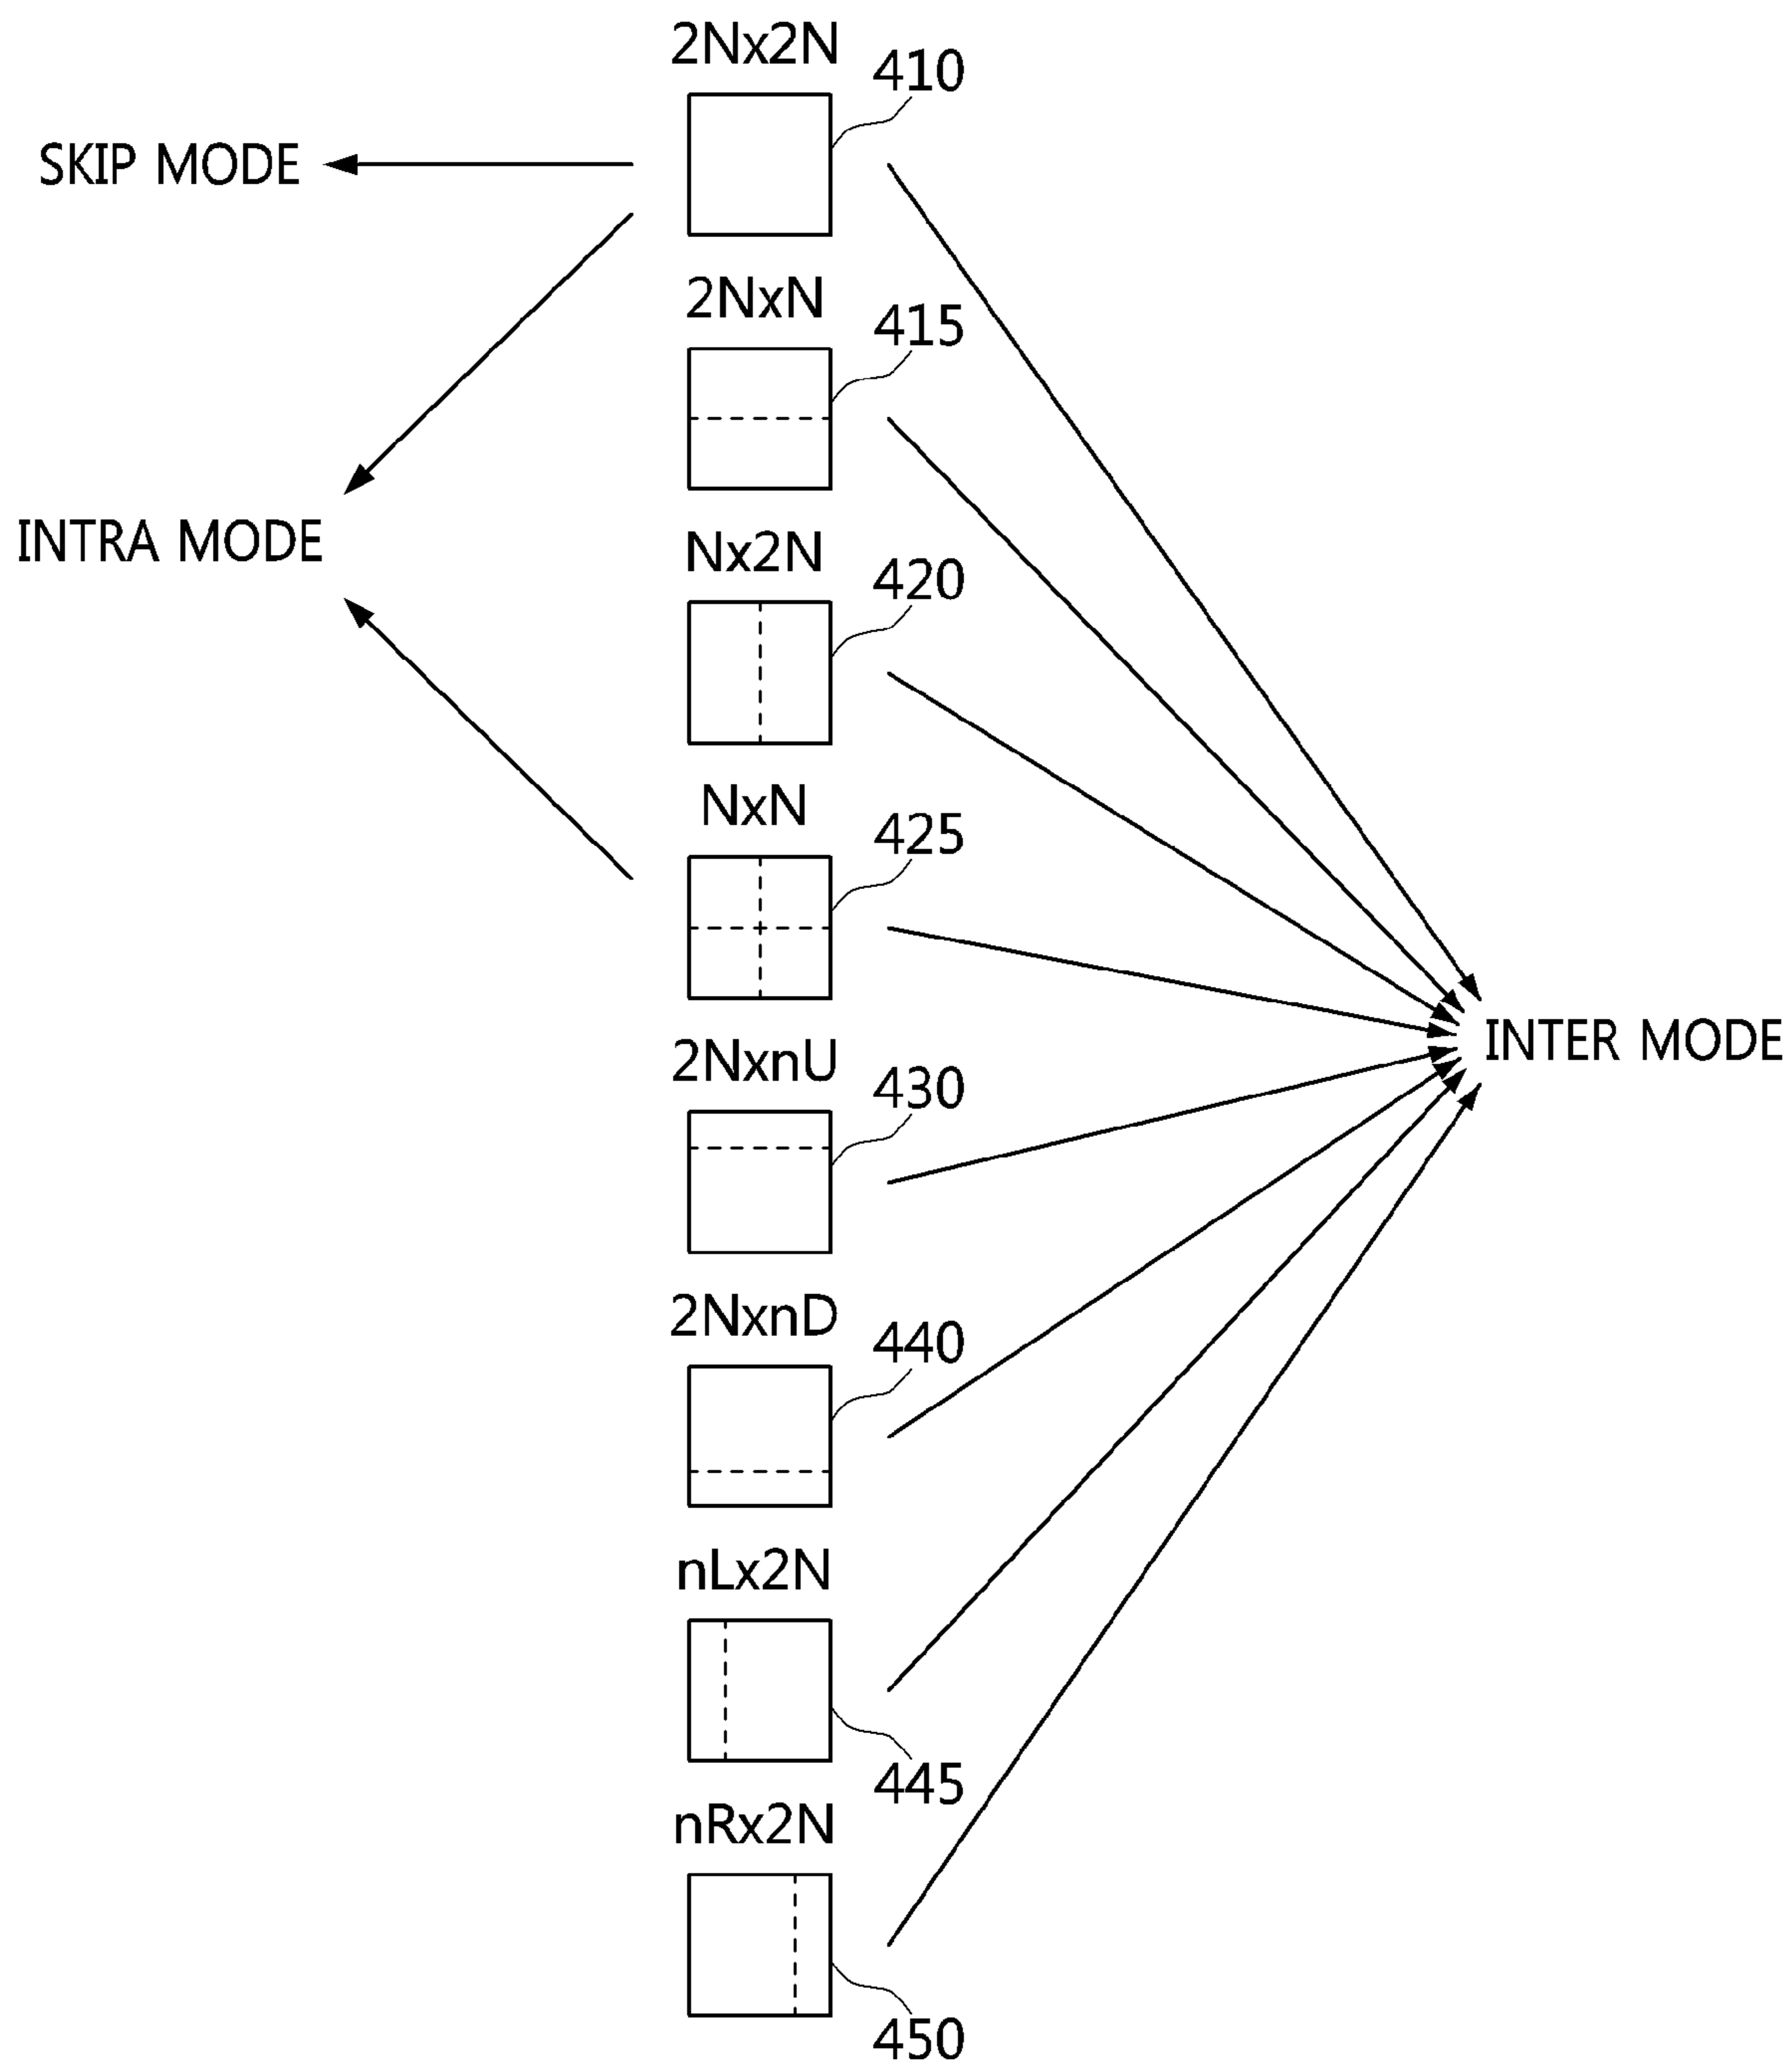 2Nx2N
410
SKIP MODE
2NxN
415
INTRA MODE
Nx2N
420
NxN
425
INTER MODE
2NxnU
430
2NxnD
440
nLx2N
445
nRx2N
450